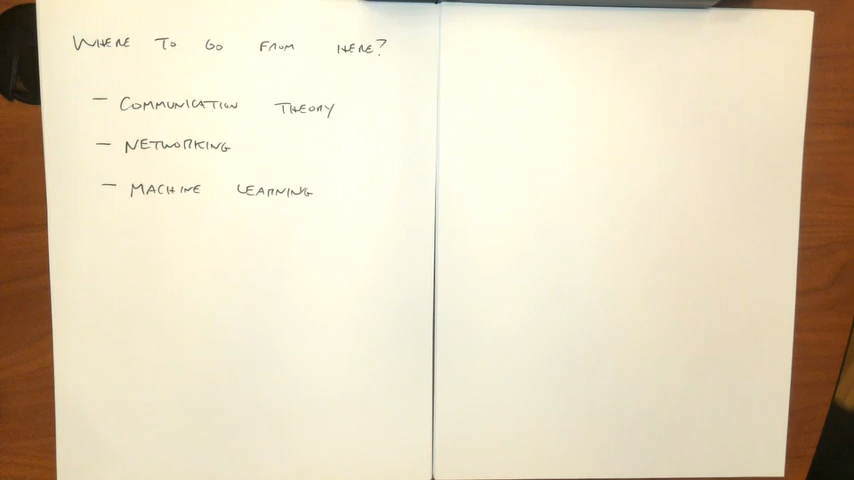 WHERE TO GO FROM HERE?
- COMMUNICATION THEORY
- NETWORKING
- MACHINE LEARNING